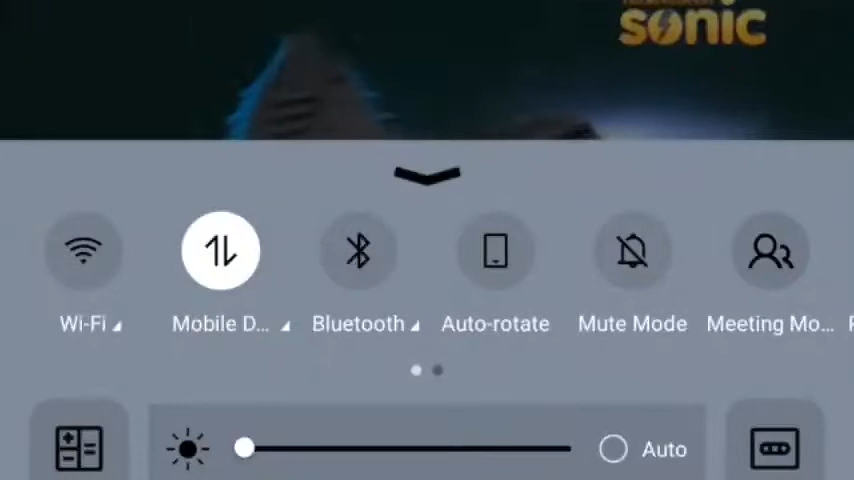 sonic
Wi-Fi
Mobile D...
Bluetooth
Auto-rotate
Mute Mode
Meeting Mo...
Auto